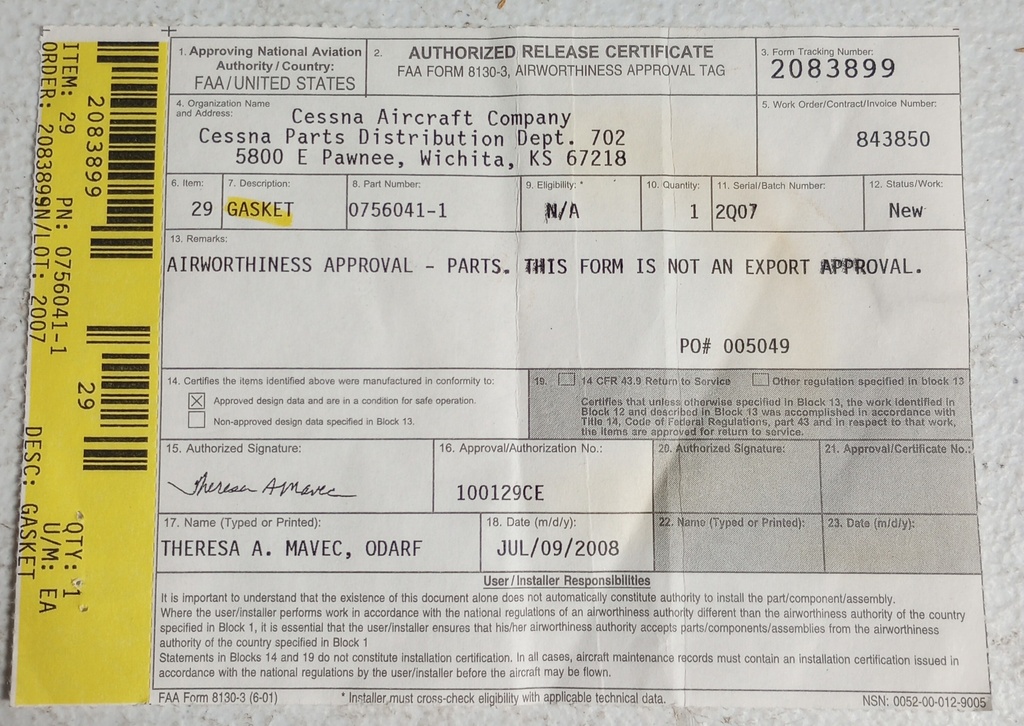 ITEM: 29 PN: 0756041-1 QTY: 1
ORDER: 2083899N/LOT: 2007 U/M: EA
DESC: GASKET
2083899
29
1. Approving National Aviation Authority/Country:
FAA/UNITED STATES
2. AUTHORIZED RELEASE CERTIFICATE
FAA FORM 8130-3, AIRWORTHINESS APPROVAL TAG
3. Form Tracking Number:
2083899
4. Organization Name and Address:
Cessna Aircraft Company
Cessna Parts Distribution Dept. 702
5800 E Pawnee, Wichita, KS 67218
5. Work Order/Contract/Invoice Number:
843850
6. Item: 7. Description: 8. Part Number: 9. Eligibility: * 10. Quantity: 11. Serial/Batch Number: 12. Status/Work:
29 GASKET 0756041-1 N/A 1 2Q07 New
13. Remarks:
AIRWORTHINESS APPROVAL - PARTS. THIS FORM IS NOT AN EXPORT APPROVAL.
PO# 005049
14. Certifies the items identified above were manufactured in conformity to:
Approved design data and are in a condition for safe operation.
Non-approved design data specified in Block 13.
19. 14 CFR 43.9 Return to Service Other regulation specified in block 13
Certifies that unless otherwise specified in Block 13, the work identified in
Block 12 and described in Block 13 was accomplished in accordance with
Title 14, Code of Federal Regulations, part 43 and in respect to that work,
the items are approved for return to service.
15. Authorized Signature:
Theresa A Mavec
16. Approval/Authorization No.:
100129CE
20. Authorized Signature:
21. Approval/Certificate No.:
17. Name (Typed or Printed):
THERESA A. MAVEC, ODARF
18. Date (m/d/y):
JUL/09/2008
22. Name (Typed or Printed):
23. Date (m/d/y):
User/Installer Responsibilities
It is important to understand that the existence of this document alone does not automatically constitute authority to install the part/component/assembly.
Where the user/installer performs work in accordance with the national regulations of an airworthiness authority different than the airworthiness authority of the country
specified in Block 1, it is essential that the user/installer ensures that his/her airworthiness authority accepts parts/components/assemblies from the airworthiness
authority of the country specified in Block 1
Statements in Blocks 14 and 19 do not constitute installation certification. In all cases, aircraft maintenance records must contain an installation certification issued in
accordance with the national regulations by the user/installer before the aircraft may be flown.
FAA Form 8130-3 (6-01) * Installer must cross-check eligibility with applicable technical data. NSN: 0052-00-012-9005